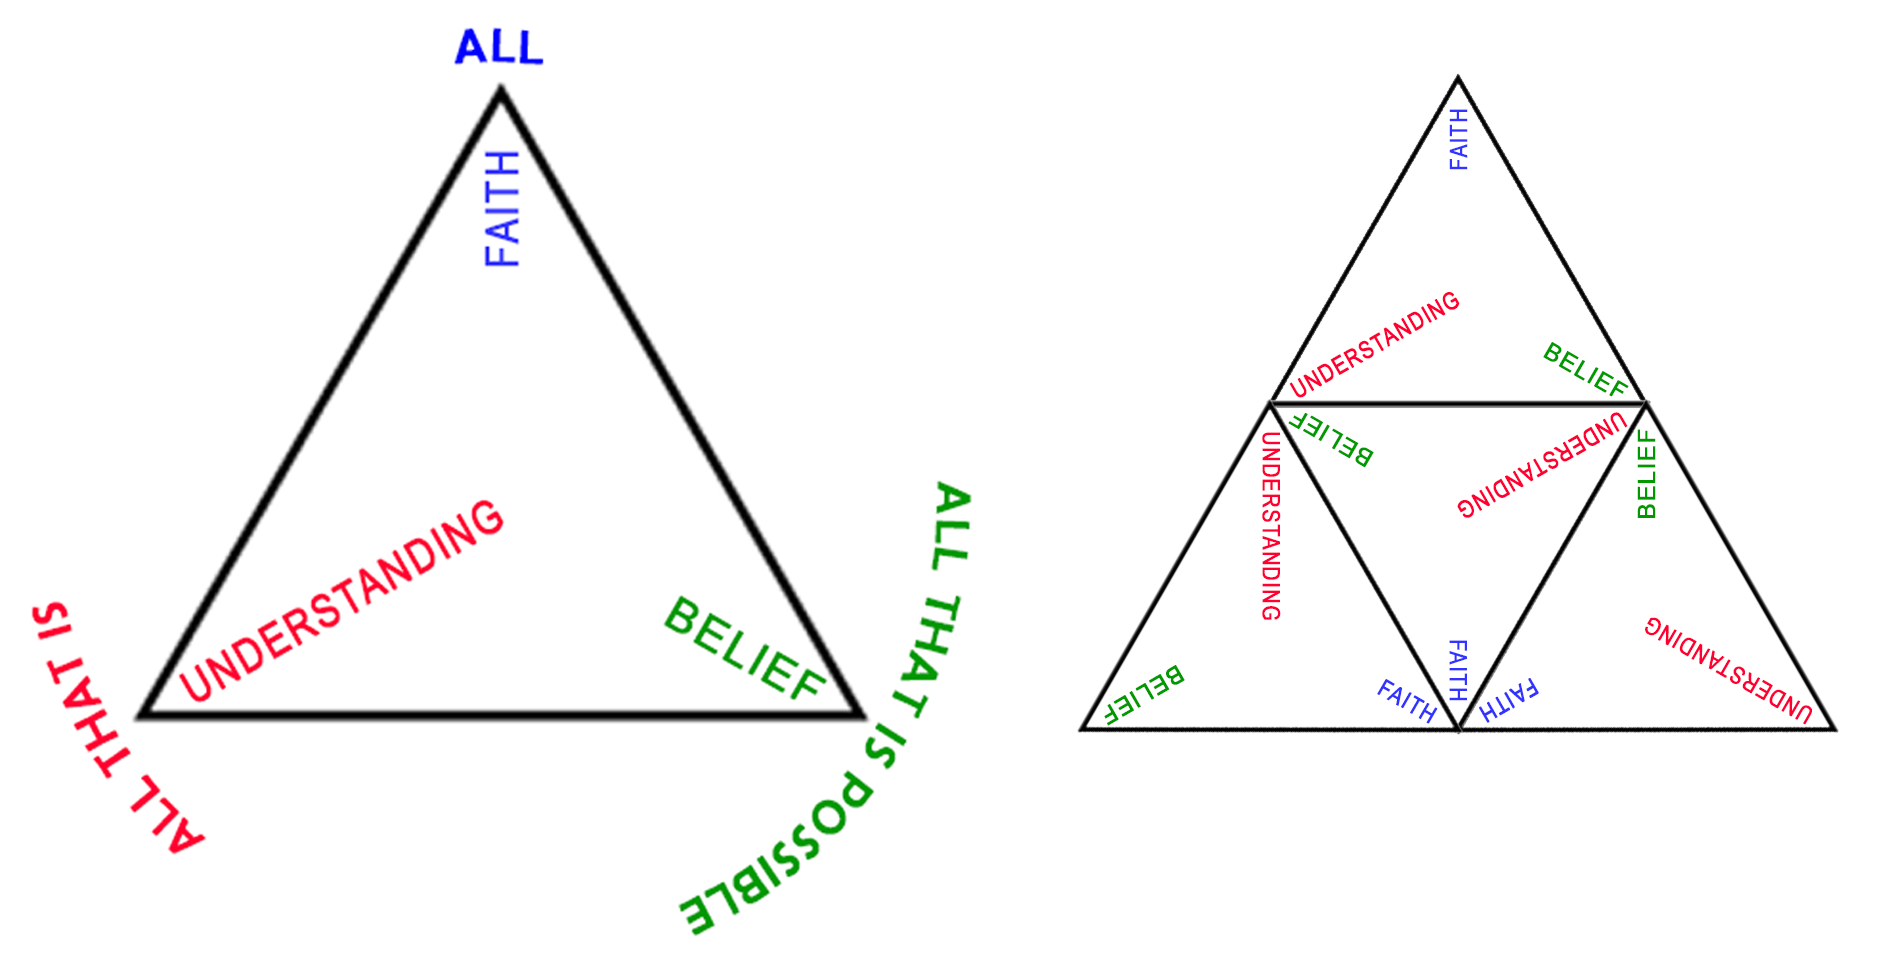 ALL
FAITH
UNDERSTANDING
BELIEF
ALL THAT IS
ALL THAT IS POSSIBLE
FAITH
UNDERSTANDING
BELIEF
BELIEF
UNDERSTANDING
UNDERSTANDING
BELIEF
BELIEF
FAITH
FAITH
FAITH
UNDERSTANDING